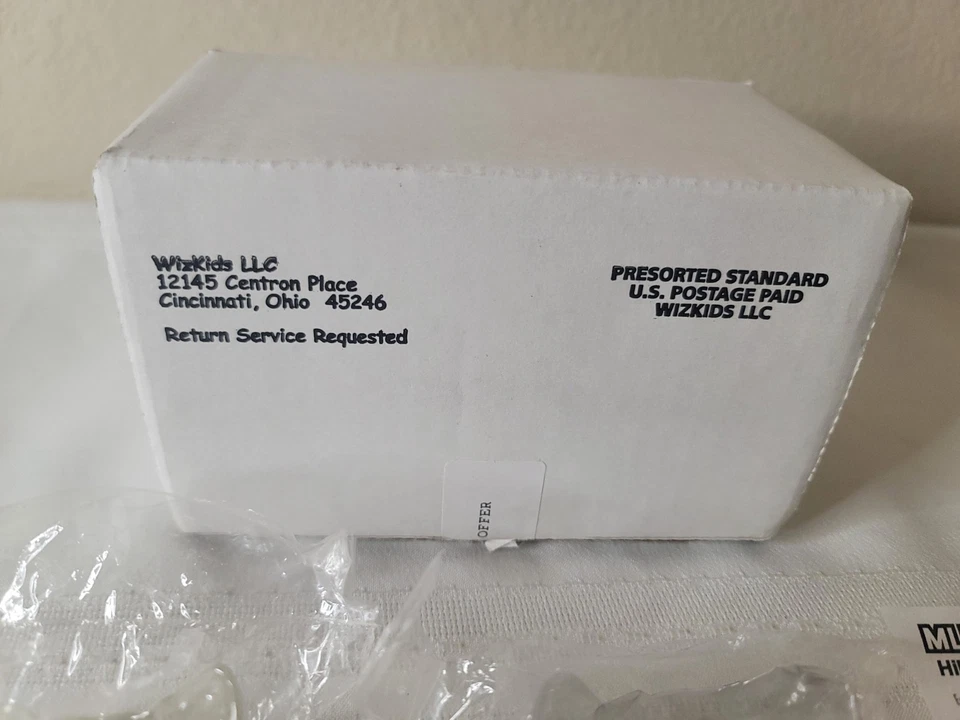 WizKids LLC
12145 Centron Place
Cincinnati, Ohio 45246
Return Service Requested
PRESORTED STANDARD
U.S. POSTAGE PAID
WIZKIDS LLC
OFFER